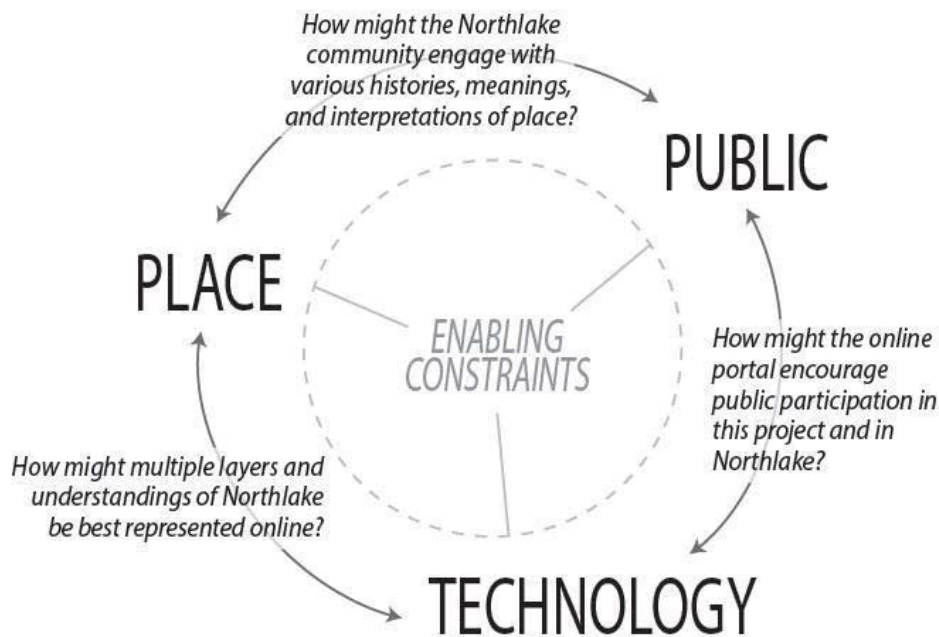 How might the Northlake
community engage with
various histories, meanings,
and interpretations of place?
PUBLIC
PLACE
ENABLING
CONSTRAINTS
How might the online
portal encourage
public participation in
this project and in
Northlake?
How might multiple layers and
understandings of Northlake
be best represented online?
TECHNOLOGY